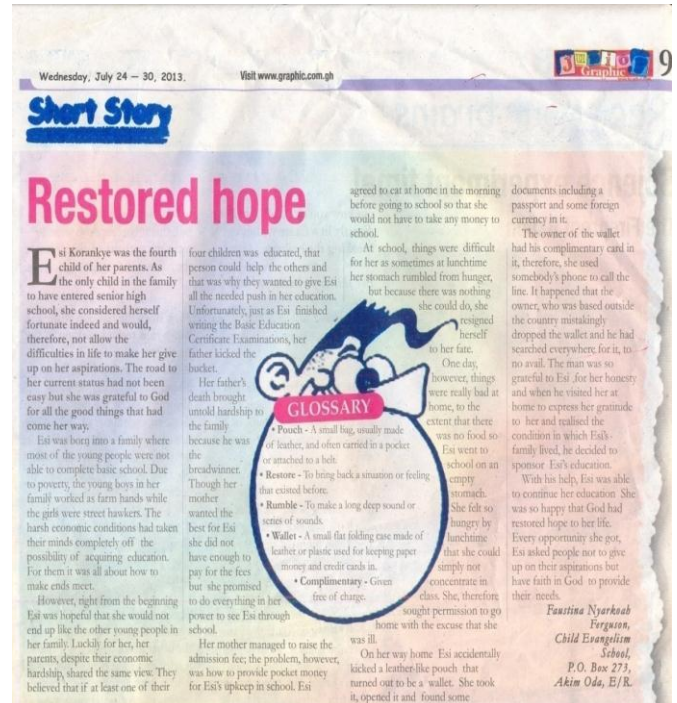 Wednesday, July 24 – 30, 2013.
Visit www.graphic.com.gh
Junior
Graphic
9
Short Story
Restored hope
Esi Korankye was the fourth
child of her parents. As
the only child in the family
to have entered senior high
school, she considered herself
fortunate indeed and would,
therefore, not allow the
difficulties in life to make her give
up on her aspirations. The road to
her current status had not been
easy but she was grateful to God
for all the good things that had
come her way.
Esi was born into a family where
most of the young people were not
able to complete basic school. Due
to poverty, the young boys in her
family worked as farm hands while
the girls were street hawkers. The
harsh economic conditions had taken
their minds completely off the
possibility of acquiring education.
For them it was all about how to
make ends meet.
However, right from the beginning
Esi was hopeful that she would not
end up like the other young people in
her family. Luckily for her, her
parents, despite their economic
hardship, shared the same view. They
believed that if at least one of their
four children was educated, that
person could help the others and
that was why they wanted to give Esi
all the needed push in her education.
Unfortunately, just as Esi finished
writing the Basic Education
Certificate Examinations, her
father kicked the
bucket.
Her father's
death brought
untold hardship to
the family
because he was
the
breadwinner.
Though her
mother
wanted the
best for Esi
she did not
have enough to
pay for the fees
but she promised
to do everything in her
power to see Esi through
school.
Her mother managed to raise the
admission fee; the problem, however,
was how to provide pocket money
for Esi's upkeep in school. Esi
agreed to eat at home in the morning
before going to school so that she
would not have to take any money to
school.
At school, things were difficult
for her as sometimes at lunchtime
her stomach rumbled from hunger,
but because there was nothing
she could do, she
resigned
herself
to her fate.
One day,
however, things
were really bad at
home, to the
extent that there
was no food so
Esi went to
school on an
empty
stomach.
She felt so
hungry by
lunchtime
that she could
simply not
concentrate in
class. She, therefore
sought permission to go
home with the excuse that she
was ill.
On her way home Esi accidentally
kicked a leather-like pouch that
turned out to be a wallet. She took
it, opened it and found some
documents including a
passport and some foreign
currency in it.
The owner of the wallet
had his complimentary card in
it, therefore, she used
somebody's phone to call the
line. It happened that the
owner, who was based outside
the country mistakingly
dropped the wallet and he had
searched everywhere for it, to
no avail. The man was so
grateful to Esi ,for her honesty
and when he visited her at
home to express her gratitude
to her and realised the
condition in which Esi's
family lived, he decided to
sponsor Esi's education.
With his help, Esi was able
to continue her education She
was so happy that God had
restored hope to her life.
Every opportunity she got,
Esi asked people not to give
up on their aspirations but
have faith in God to provide
their needs.
Faustina Nyarkoah
Ferguson,
Child Evangelism
School,
P.O. Box 273,
Akim Oda, E/R
GLOSSARY
• Pouch - A small bag, usually made
of leather, and often carried in a pocket
or attached to a belt.
• Restore - To bring back a situation or feeling
that existed before.
• Rumble - To make a long deep sound or
series of sounds.
• Wallet - A small flat folding case made of
leather or plastic used for keeping paper
money and credit cards in.
• Complimentary - Given
free of charge.